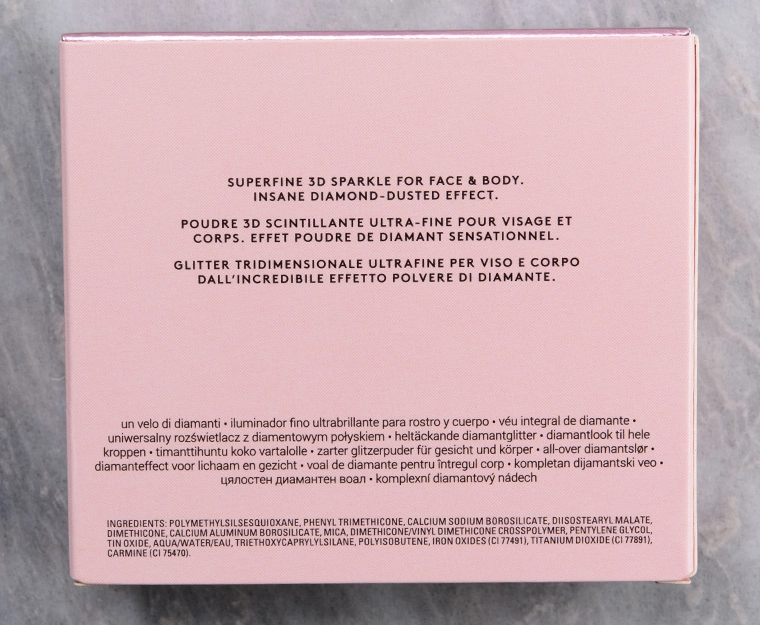 SUPERFINE 3D SPARKLE FOR FACE & BODY.
INSANE DIAMOND-DUSTED EFFECT.
POUDRE 3D SCINTILLANTE ULTRA-FINE POUR VISAGE ET
CORPS. EFFET POUDRE DE DIAMANT SENSATIONNEL.
GLITTER TRIDIMENSIONALE ULTRAFINE PER VISO E CORPO
DALL'INCREDIBILE EFFETTO POLVERE DI DIAMANTE.
un velo di diamanti • iluminador fino ultrabrillante para rostro y cuerpo • véu integral de diamante •
uniwersalny rozświetlacz z diamentowym połyskiem • heltäckande diamantglitter • diamantlook til hele
kroppen • timanttihuntu koko vartalolle • zarter glitzerpuder für gesicht und körper • all-over diamantslør •
diamanteffect voor lichaam en gezicht • voal de diamante pentru întregul corp • kompletan dijamantski veo •
цялостен диамантен воал • komplexní diamantový nádech
INGREDIENTS: POLYMETHYLSILSESQUIOXANE, PHENYL TRIMETHICONE, CALCIUM SODIUM BOROSILICATE, DIISOSTEARYL MALATE,
DIMETHICONE, CALCIUM ALUMINUM BOROSILICATE, MICA, DIMETHICONE/VINYL DIMETHICONE CROSSPOLYMER, PENTYLENE GLYCOL,
TIN OXIDE, AQUA/WATER/EAU, TRIETHOXYCAPRYLYLSILANE, POLYISOBUTENE, IRON OXIDES (CI 77491), TITANIUM DIOXIDE (CI 77891),
CARMINE (CI 75470).